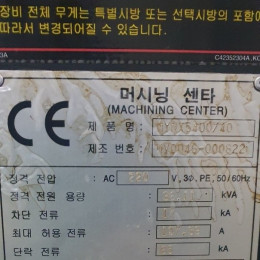 장비 전체 무게는 특별시방 또는 선택시방의 포함에
따라서 변경되어질 수 있습니다.
C42352304A,KO
CE
머시닝 센타
(MACHINING CENTER)
제 품 명 :
제조 번호 :
정격 전압 AC V, 3Φ, PE, 50/60Hz
정격 전원 용량 kVA
차단 전류 kA
최대 허용 전류 A
단락 전류 kA